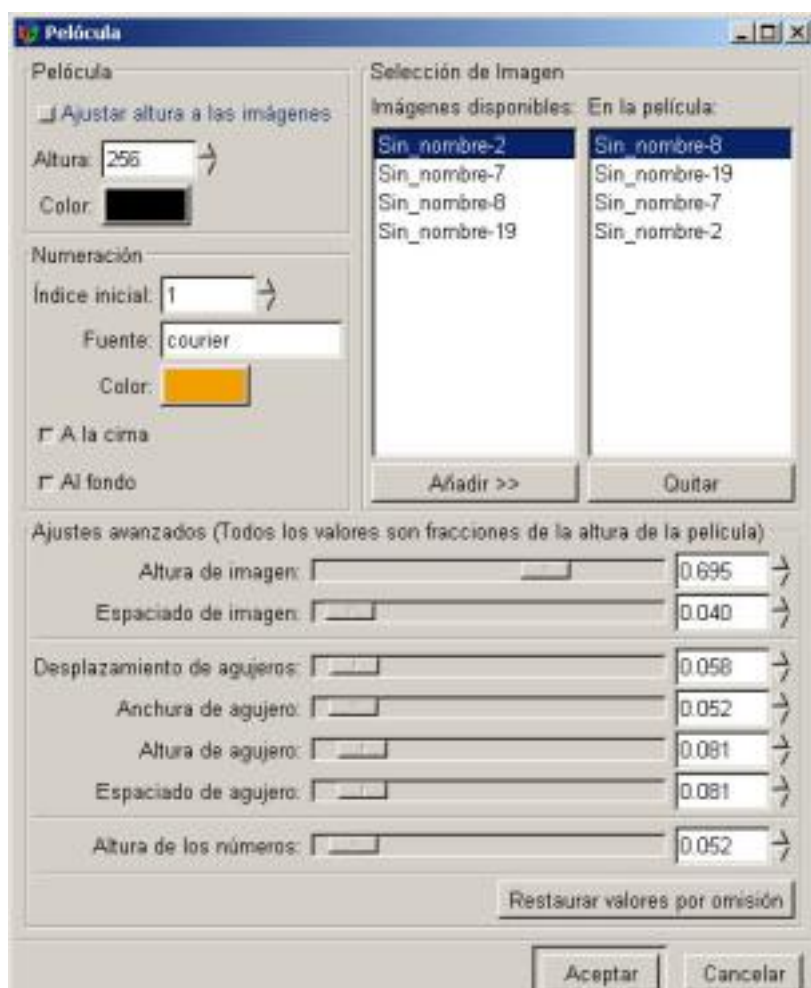 Pelócula
Pelócula
Ajustar altura a las imágenes
Altura: 256
Color:
Numeración
Índice inicial: 1
Fuente: courier
Color:
A la cima
Al fondo
Selección de Imagen
Imágenes disponibles:
Sin_nombre-2
Sin_nombre-7
Sin_nombre-8
Sin_nombre-19
Añadir >>
En la película:
Sin_nombre-8
Sin_nombre-19
Sin_nombre-7
Sin_nombre-2
Quitar
Ajustes avanzados (Todos los valores son fracciones de la altura de la película)
Altura de imagen: 0.695
Espaciado de imagen: 0.040
Desplazamiento de agujeros: 0.058
Anchura de agujero: 0.052
Altura de agujero: 0.081
Espaciado de agujero: 0.081
Altura de los números: 0.052
Restaurar valores por omisión
Aceptar
Cancelar